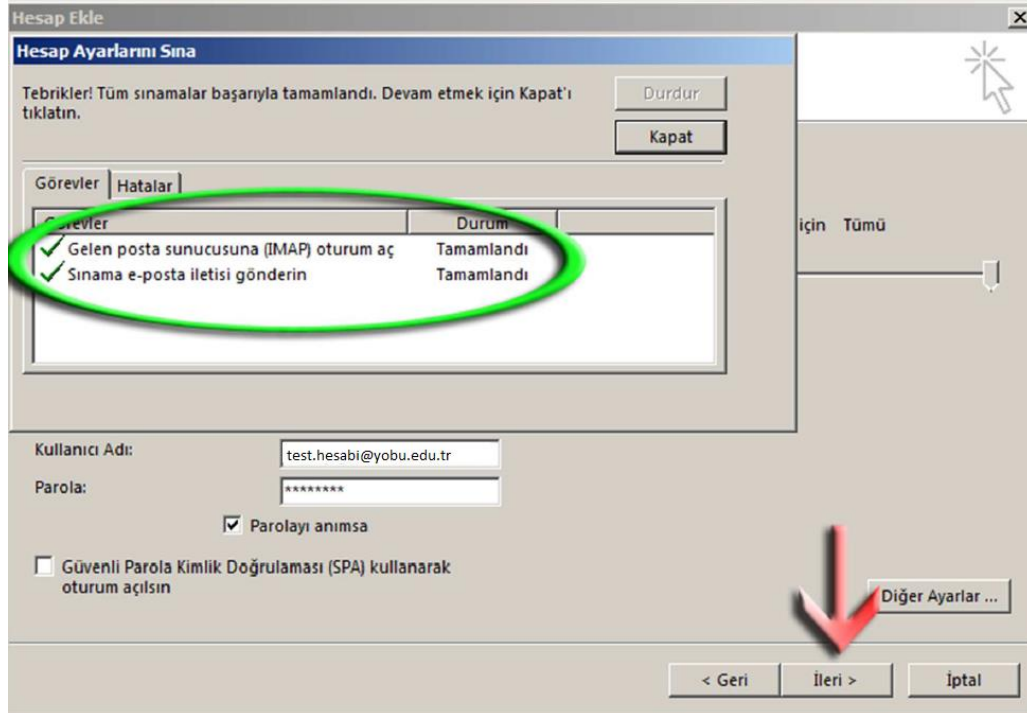 Hesap Ekle
Hesap Ayarlarını Sına
Tebrikler! Tüm sınamalar başarıyla tamamlandı. Devam etmek için Kapat'ı
tıklatın.
Durdur
Kapat
Görevler Hatalar
Görevler Durum
Gelen posta sunucusuna (IMAP) oturum aç Tamamlandı
Sınama e-posta iletisi gönderin Tamamlandı
için Tümü
Kullanıcı Adı: test.hesabi@yobu.edu.tr
Parola: ********
Parolayı anımsa
Güvenli Parola Kimlik Doğrulaması (SPA) kullanarak
oturum açılsın
Diğer Ayarlar ...
< Geri İleri > İptal